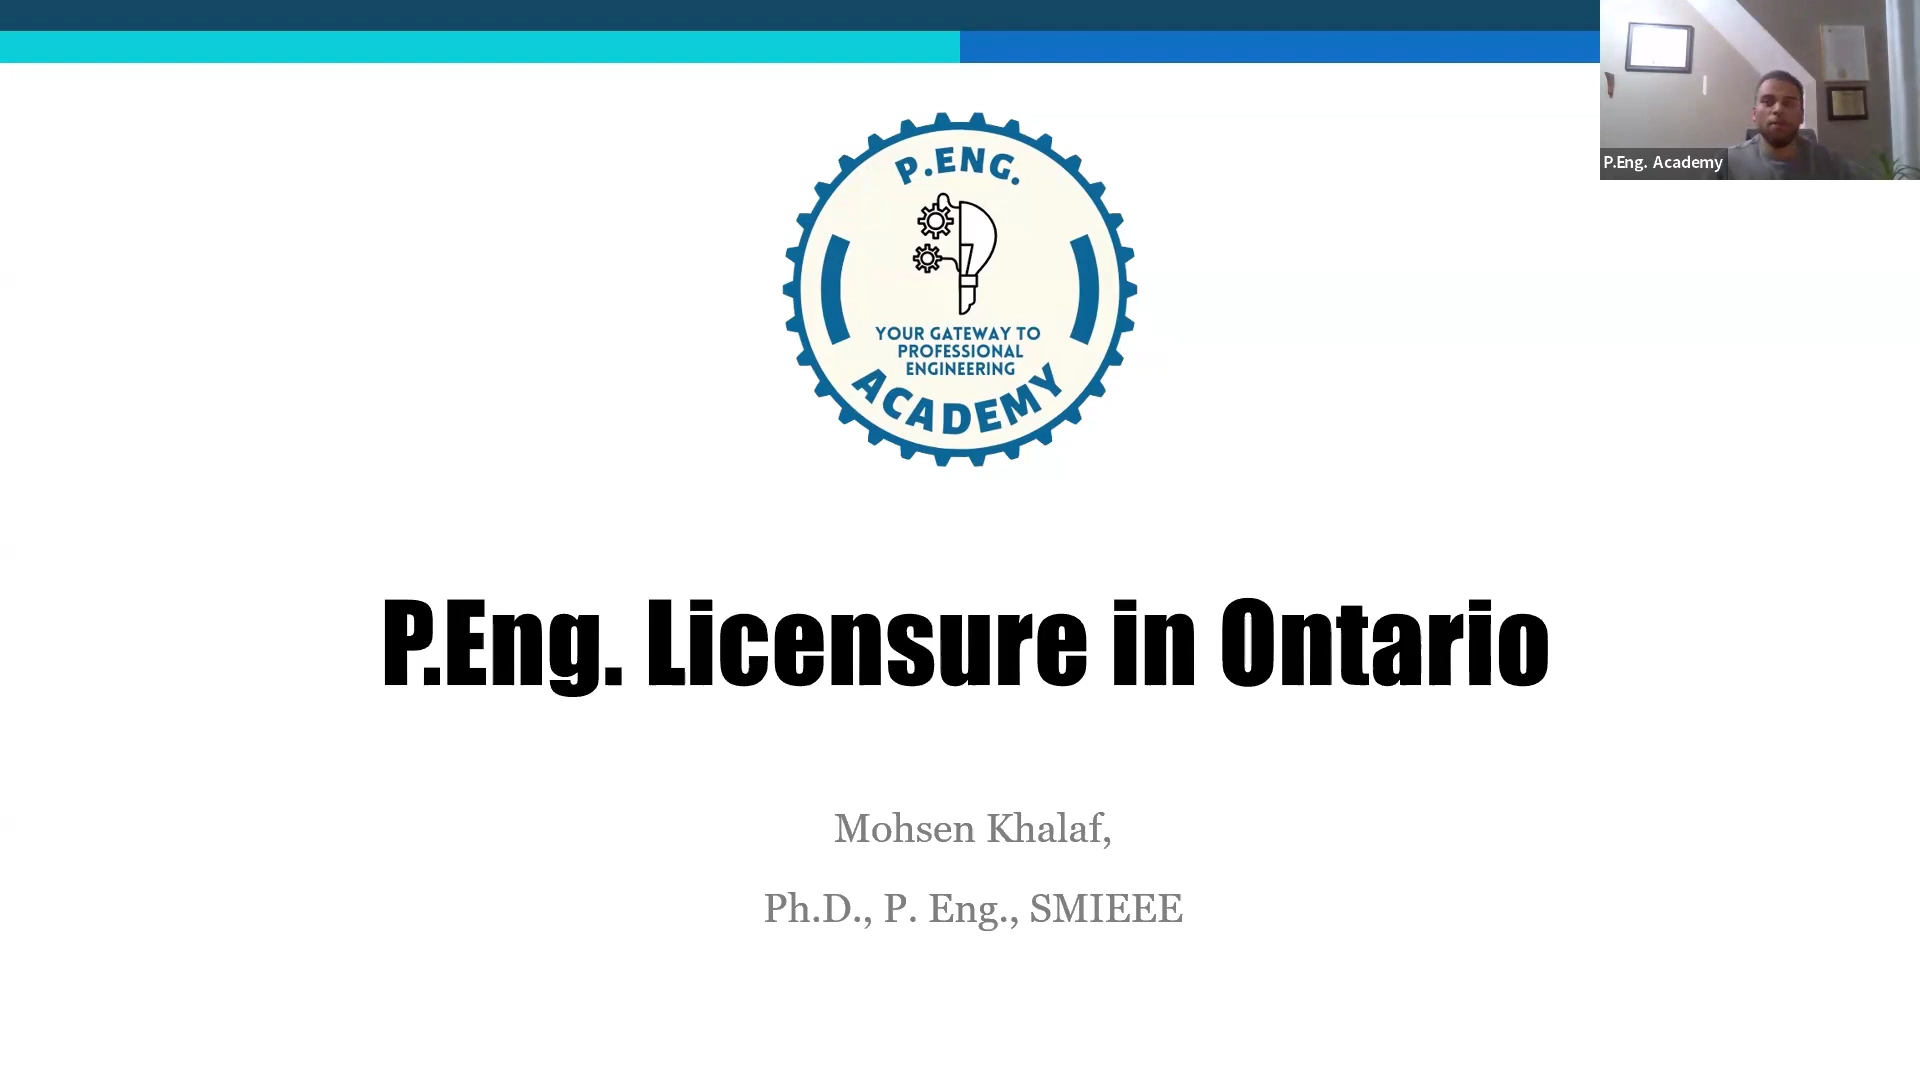 P.ENG.
YOUR GATEWAY TO
PROFESSIONAL
ENGINEERING
ACADEMY
P.Eng. Academy
P.Eng. Licensure in Ontario
Mohsen Khalaf,
Ph.D., P. Eng., SMIEEE